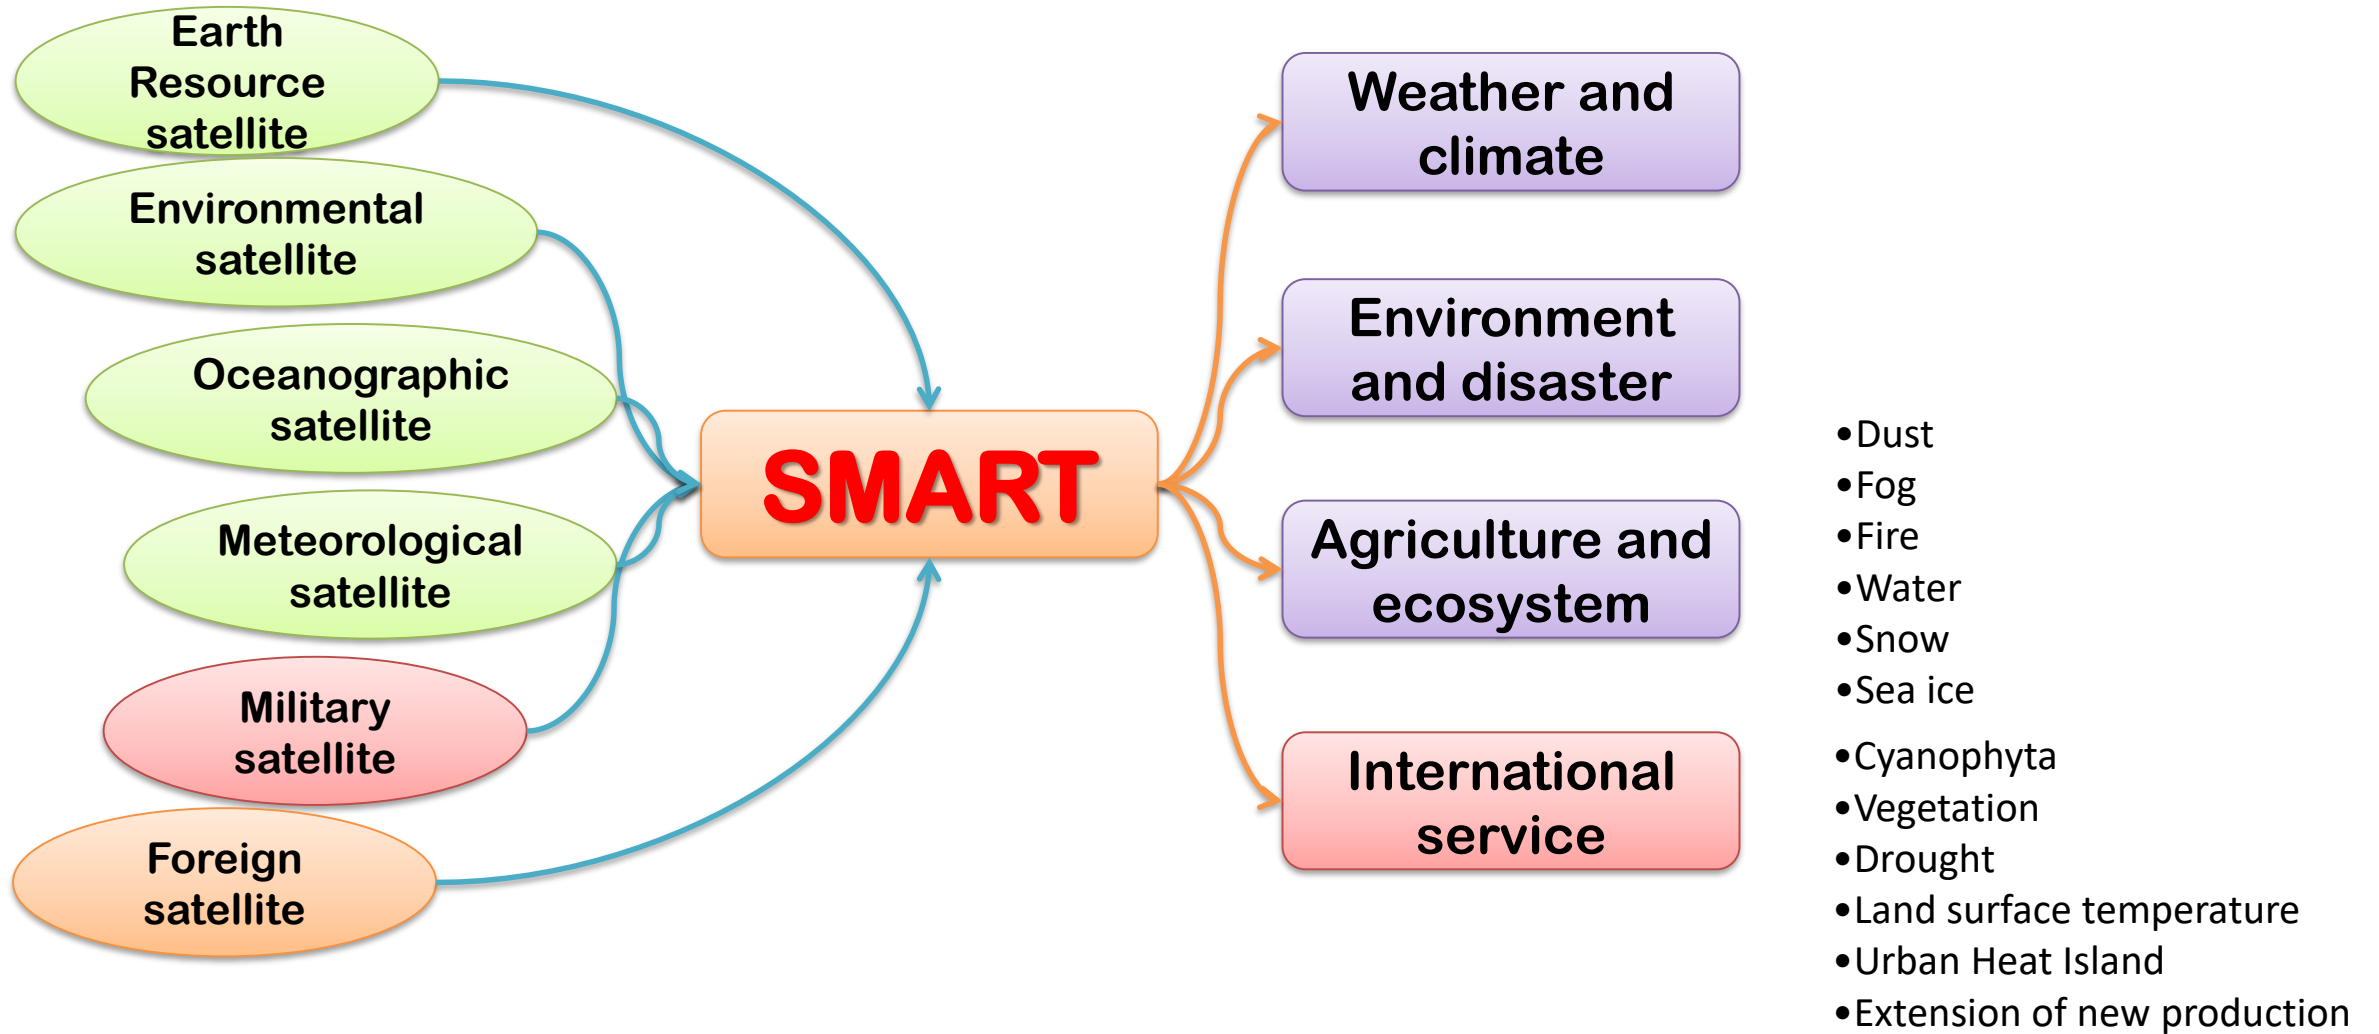 Earth
Resource
satellite
Environmental
satellite
Oceanographic
satellite
Meteorological
satellite
Military
satellite
Foreign
satellite
SMART
Weather and
climate
Environment
and disaster
Agriculture and
ecosystem
International
service
•Dust
•Fog
•Fire
•Water
•Snow
•Sea ice
•Cyanophyta
•Vegetation
•Drought
•Land surface temperature
•Urban Heat Island
•Extension of new production